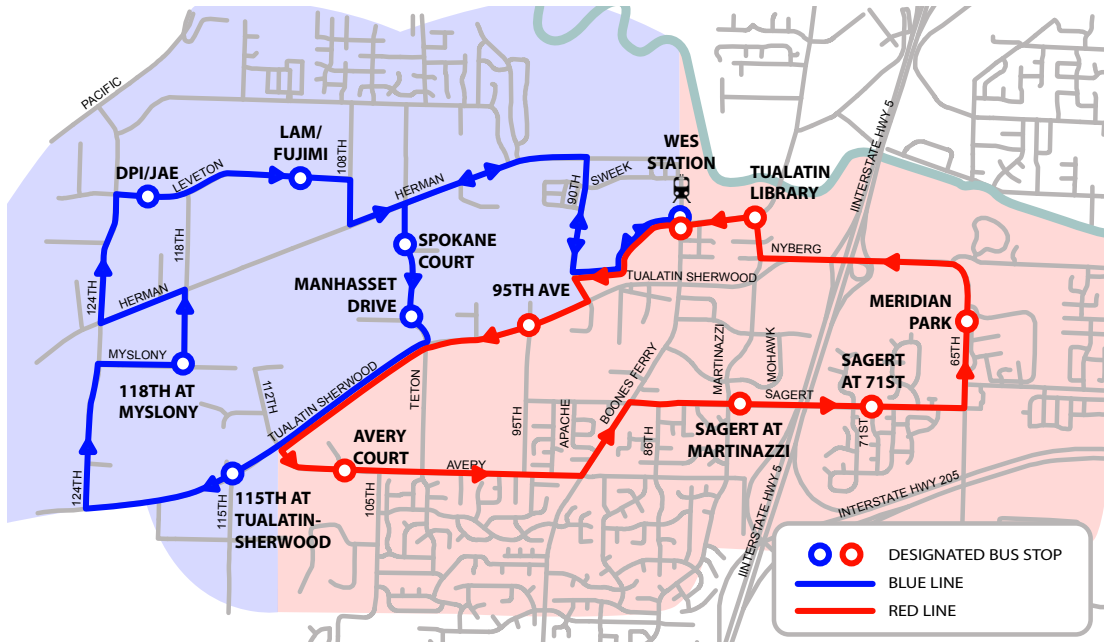 PACIFIC
LAM/
FUJIMI
108TH
DPI/JAE
LEVETON
HERMAN
90TH
SWEEK
WES
STATION
TUALATIN
LIBRARY
IINTERSTATE HWY 5
118TH
SPOKANE
COURT
NYBERG
TUALATIN SHERWOOD
MANHASSET
DRIVE
95TH AVE
124TH
HERMAN
MERIDIAN
PARK
65TH
MYSLONY
118TH AT
MYSLONY
112TH
TUALATIN SHERWOOD
TETON
BOONES FERRY
MARTINAZZI
MOHAWK
SAGERT
AT 71ST
SAGERT
95TH
APACHE
86TH
SAGERT AT
MARTINAZZI
71ST
AVERY
COURT
AVERY
124TH
115TH
115TH AT
TUALATIN-
SHERWOOD
105TH
IINTERSTATE HWY 5
INTERSTATE HWY 205
DESIGNATED BUS STOP
BLUE LINE
RED LINE